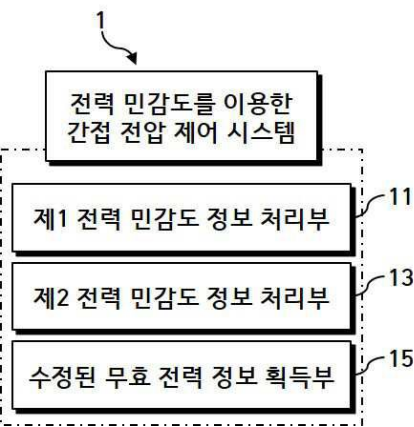 1
전력 민감도를 이용한
간접 전압 제어 시스템
제1 전력 민감도 정보 처리부
11
제2 전력 민감도 정보 처리부
13
수정된 무효 전력 정보 획득부
15